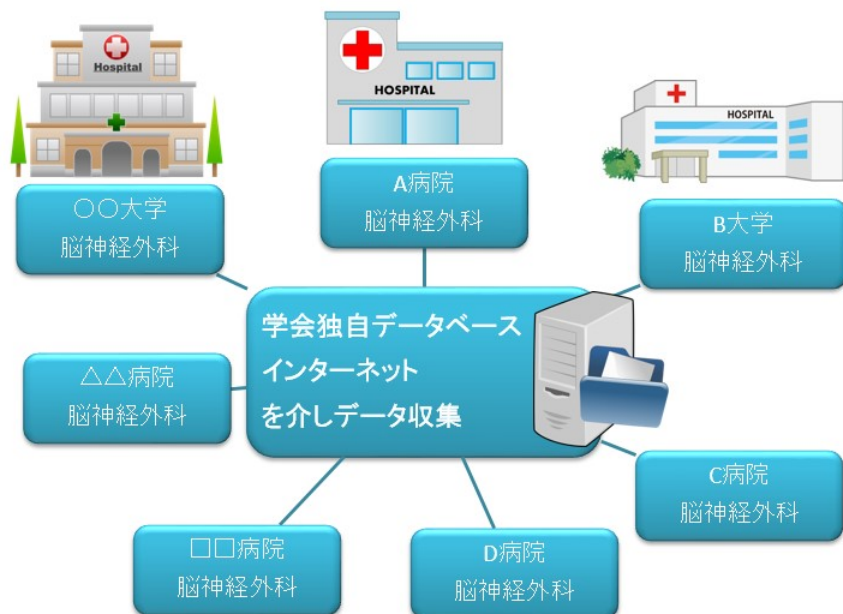 Hospital
HOSPITAL
HOSPITAL
○○大学
脳神経外科
A病院
脳神経外科
B大学
脳神経外科
学会独自データベース
インターネット
を介しデータ収集
△△病院
脳神経外科
C病院
脳神経外科
□□病院
脳神経外科
D病院
脳神経外科